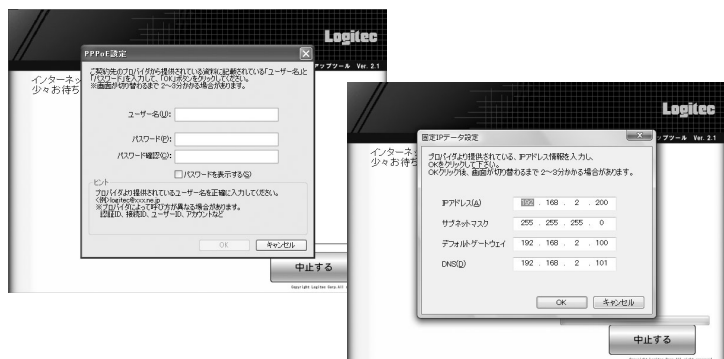 Logitec
アップツール Ver. 2.1
インターネッ
少々お待ち
PPPoE設定
ご契約先のプロバイダから提供されている資料に記載されている「ユーザー名」と
「パスワード」を入力して、「OK」ボタンをクリックしてください。
※画面が切り替わるまで 2～3分かかる場合があります。
ユーザー名(U):
パスワード(P):
パスワード確認(C):
パスワードを表示する(S)
ヒント
プロバイダより提供されているユーザー名を正確に入力してください。
(例)logitec@xxx.ne.jp
※プロバイダによって呼び方が異なる場合があります。
認証ID、接続ID、ユーザーID、アカウントなど
OK キャンセル
中止する
Logitec
ップツール Ver. 2.1
インターネッ
少々お待ち
固定IPデータ設定
プロバイダより提供されている、IPアドレス情報を入力し、
OKをクリックして下さい。
OKクリック後、画面が切り替わるまで 2～3分かかる場合があります。
IPアドレス(A) 192 . 168 . 2 . 200
サブネットマスク 255 . 255 . 255 . 0
デフォルトゲートウェイ 192 . 168 . 2 . 100
DNS(D) 192 . 168 . 2 . 101
OK キャンセル
中止する